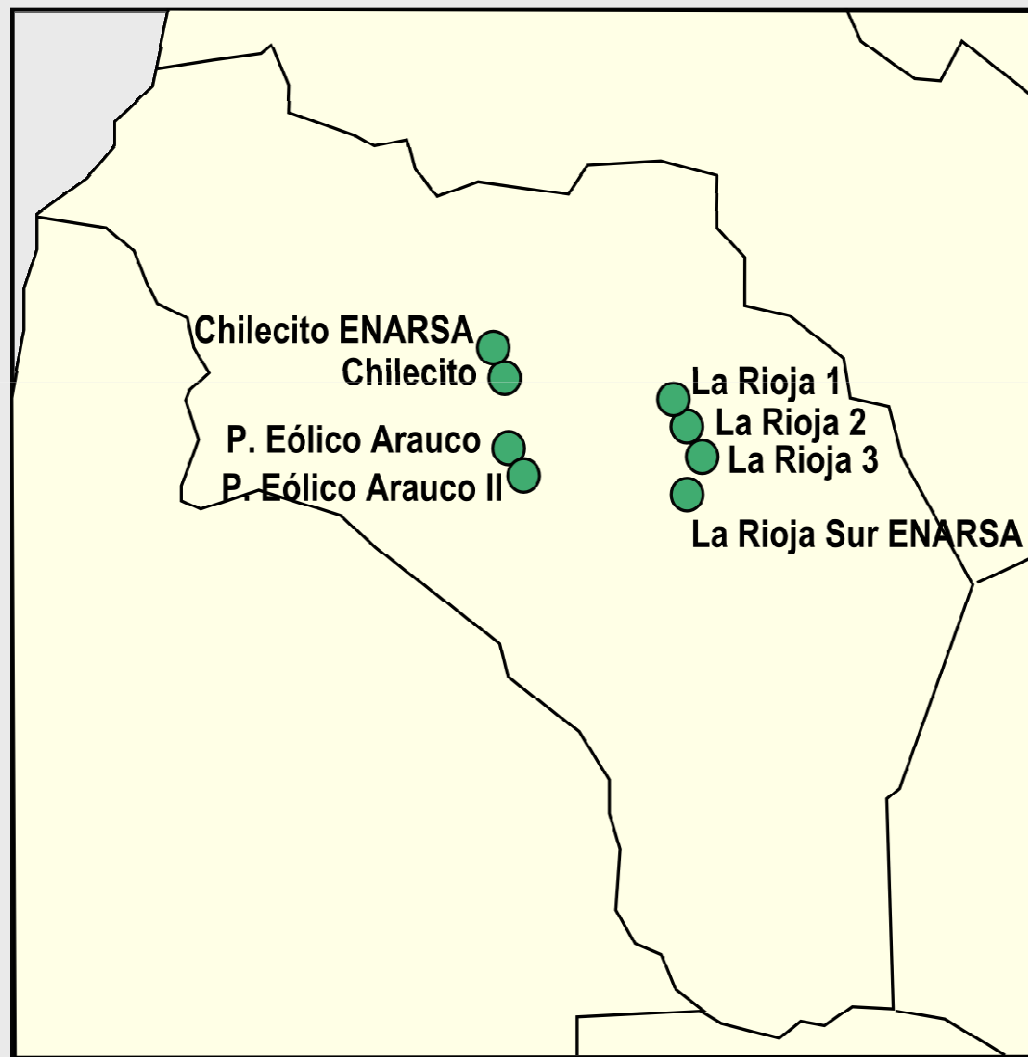 Chilecito ENARSA
Chilecito
P. Eólico Arauco
P. Eólico Arauco II
La Rioja 1
La Rioja 2
La Rioja 3
La Rioja Sur ENARSA